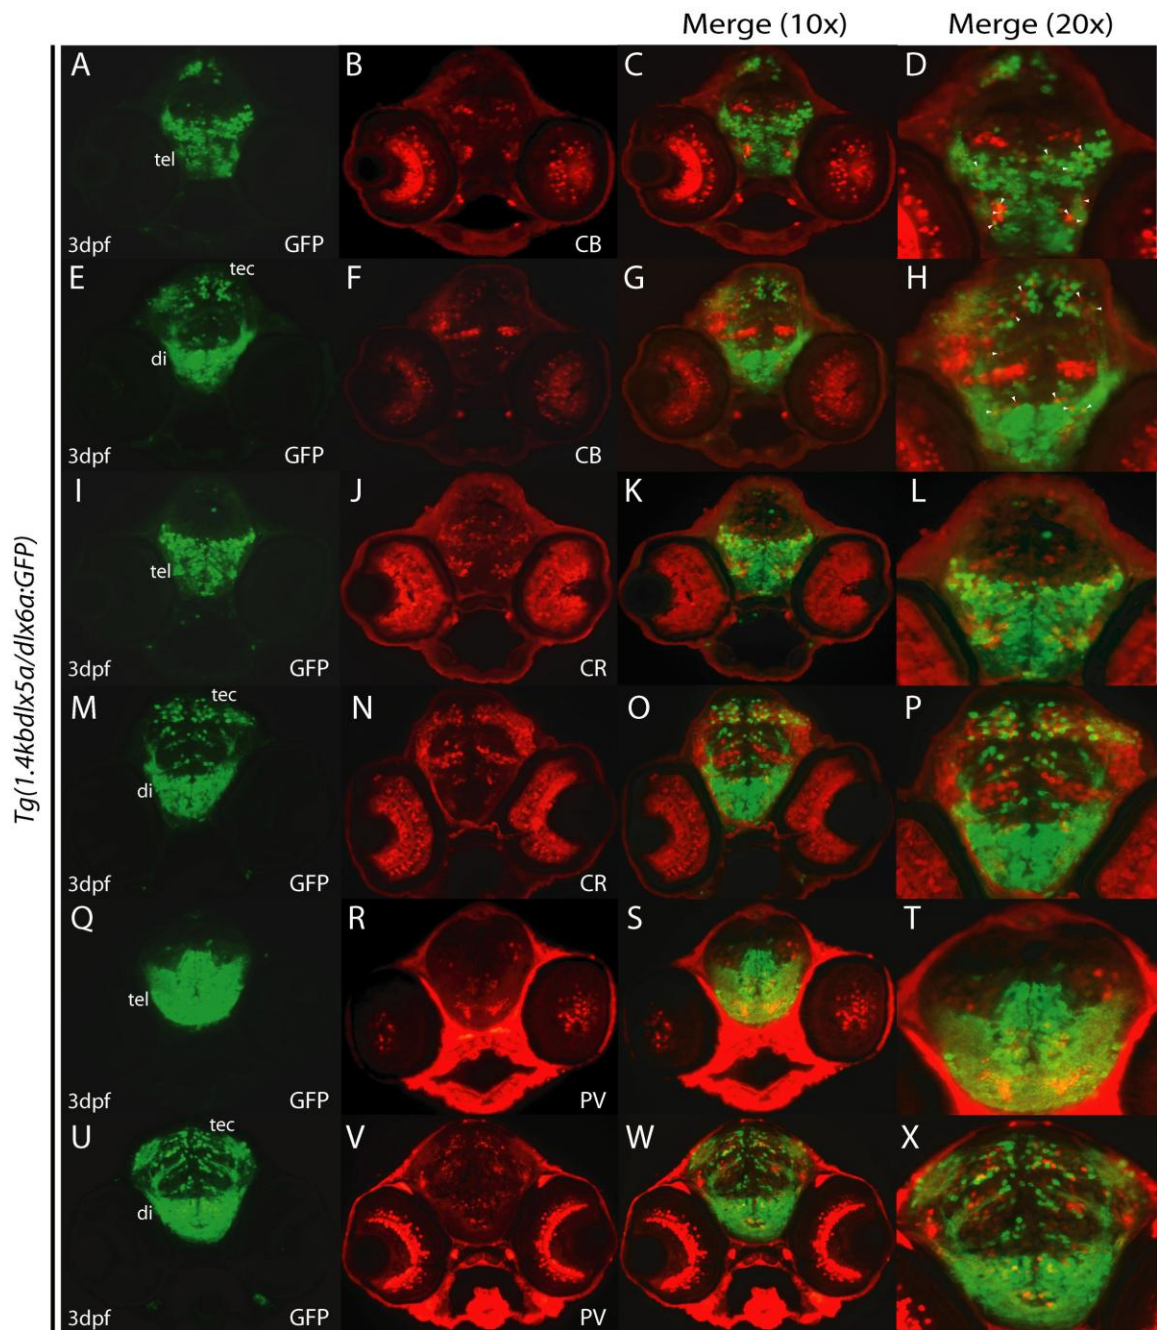 Merge (10x) Merge (20x)
Tg(1.4kbdlx5a/dlx6a:GFP)
A tel 3dpf GFP
B CB
C
D
E tec di 3dpf GFP
F CB
G
H
I tel 3dpf GFP
J CR
K
L
M tec di 3dpf GFP
N CR
O
P
Q tel 3dpf GFP
R PV
S
T
U tec di 3dpf GFP
V PV
W
X